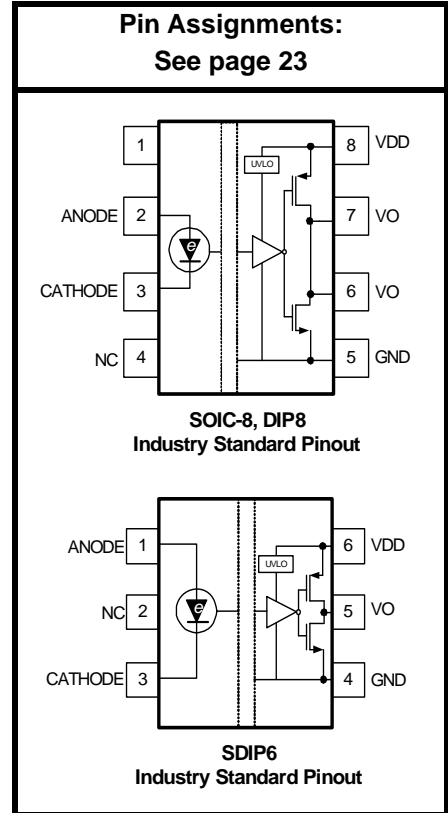 Pin Assignments:
See page 23
1
8 VDD
UVLO
ANODE 2
e
7 VO
CATHODE 3
6 VO
NC 4
5 GND
SOIC-8, DIP8
Industry Standard Pinout
ANODE 1
6 VDD
UVLO
NC 2
e
5 VO
CATHODE 3
4 GND
SDIP6
Industry Standard Pinout